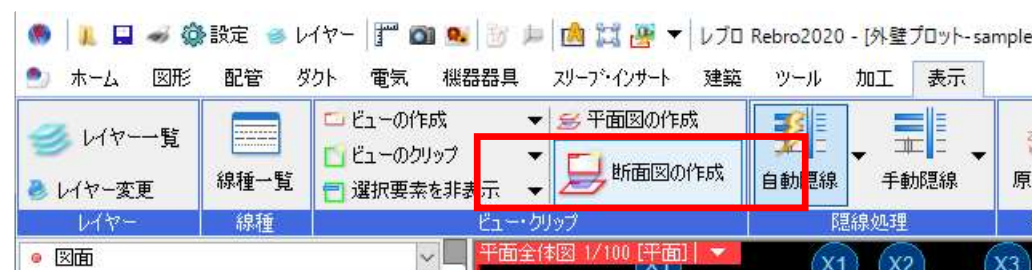 設定 レイヤー レブロ Rebro2020 - [外壁プロット-sample
ホーム 図形 配管 ダクト 電気 機器器具 スリーブ・インサート 建築 ツール 加工 表示
レイヤー一覧 ビューの作成 平面図の作成
ビューのクリップ 断面図の作成
レイヤー変更 線種一覧 選択要素を非表示 自動隠線 手動隠線 原
レイヤー 線種 ビュー・クリップ 隠線処理
図面 平面全体図 1/100 [平面] X1 X1 X2 X3